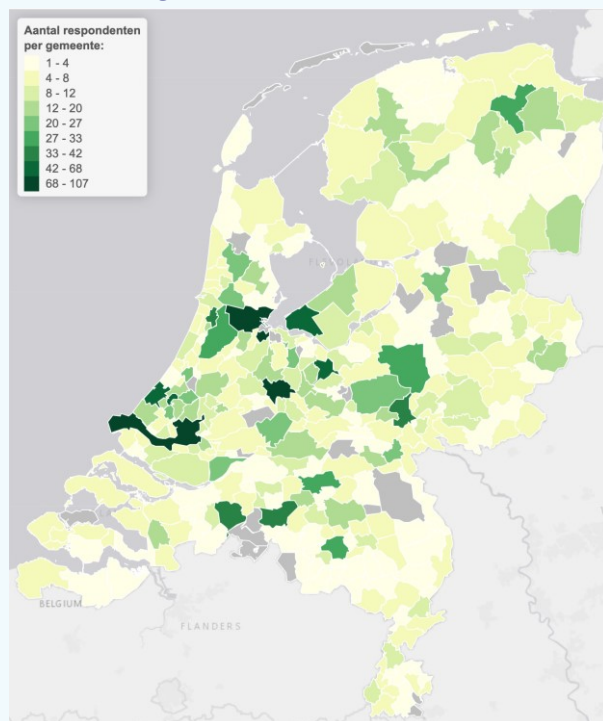 Aantal respondenten
per gemeente:
1 - 4
4 - 8
8 - 12
12 - 20
20 - 27
27 - 33
33 - 42
42 - 68
68 - 107
BELGIUM
FLANDERS